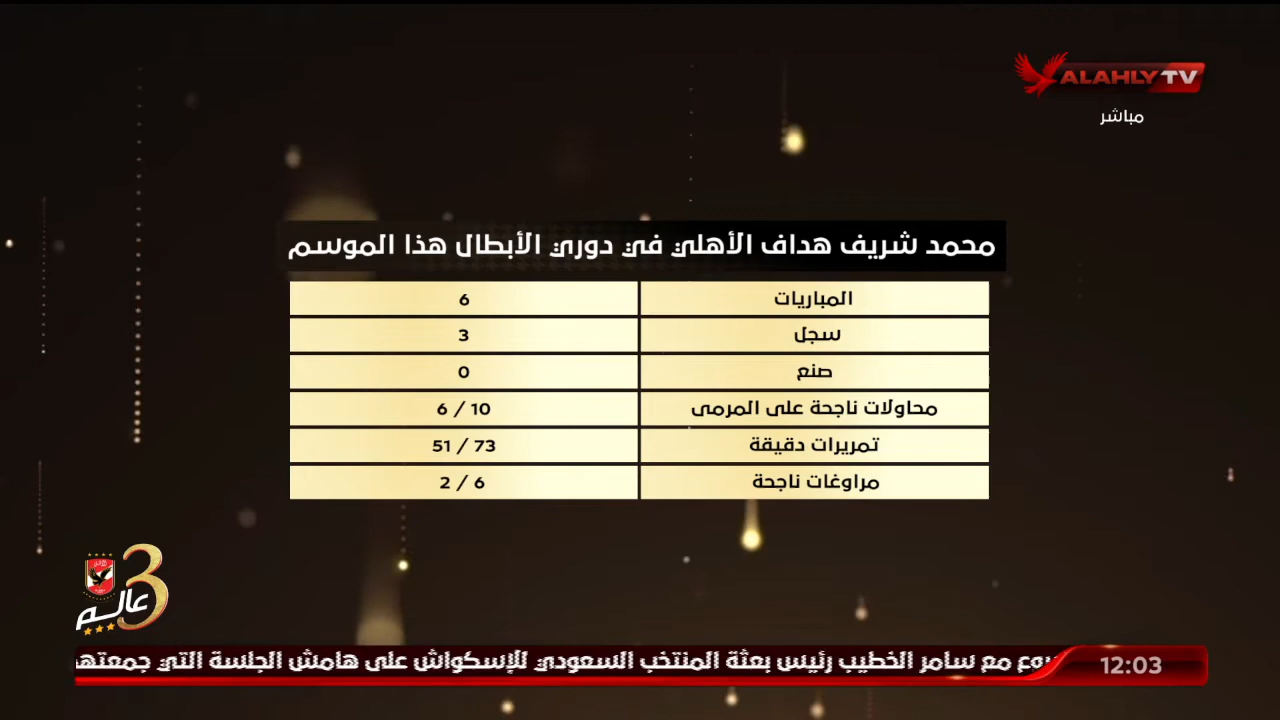 ALAHLY TV
مباشر
محمد شريف هداف الأهلي في دوري الأبطال هذا الموسم
المباريات 6
سجل 3
صنع 0
محاولات ناجحة على المرمى 6 / 10
تمريرات دقيقة 51 / 73
مراوغات ناجحة 2 / 6
3 عالم
12:03
مع سامر الخطيب رئيس بعثة المنتخب السعودي للإسكواش على هامش الجلسة التي جمعتهم